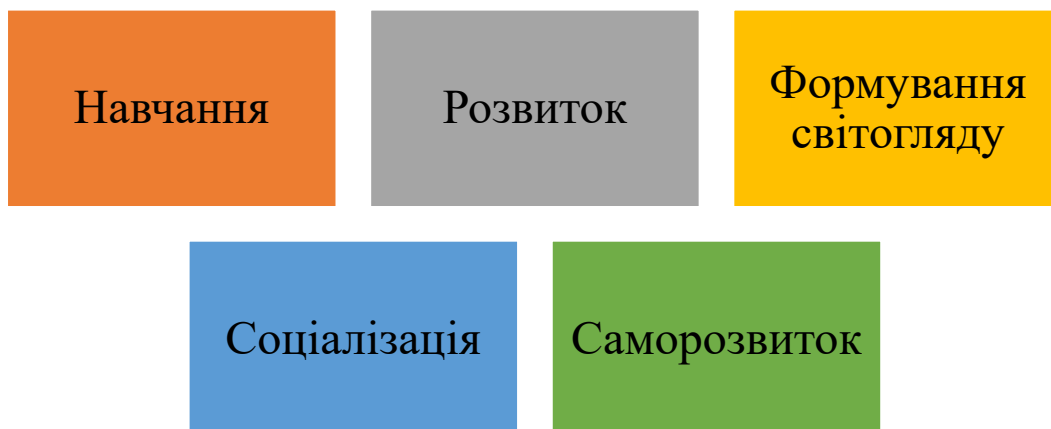 Навчання
Розвиток
Формування
світогляду
Соціалізація
Саморозвиток